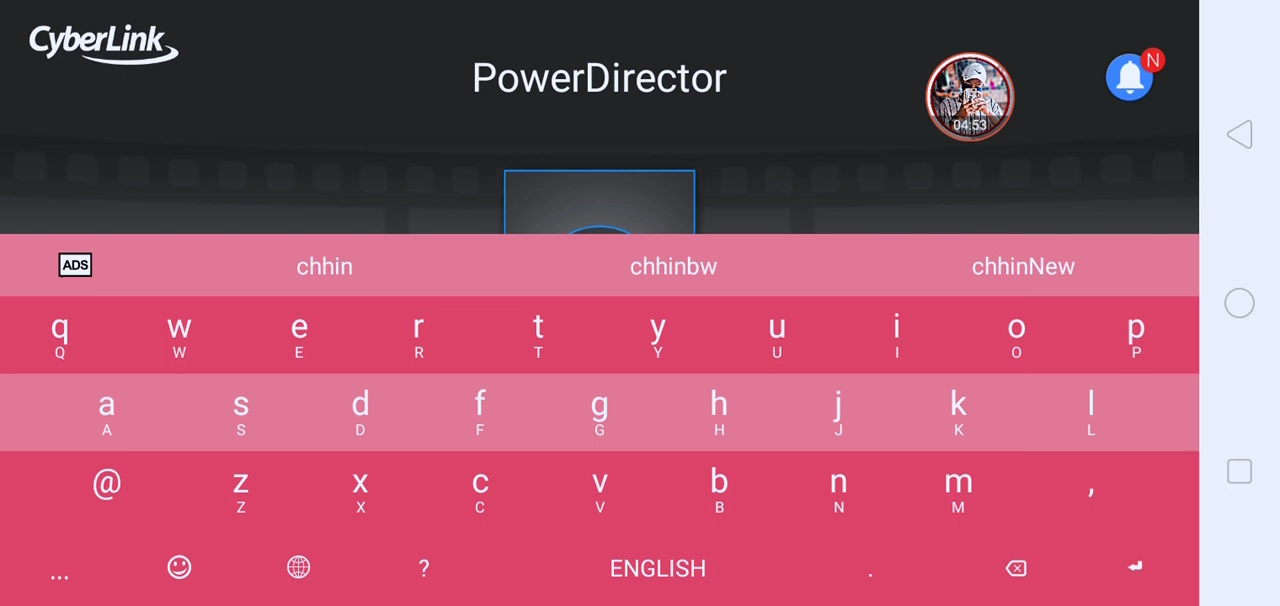 CyberLink
PowerDirector
N
04:53
ADS chhin chhinbw chhinNew
q w e r t y u i o p
Q W E R T Y U I O P
a s d f g h j k l
A S D F G H J K L
@ z x c v b n m ,
Z X C V B N M
... ? ENGLISH .